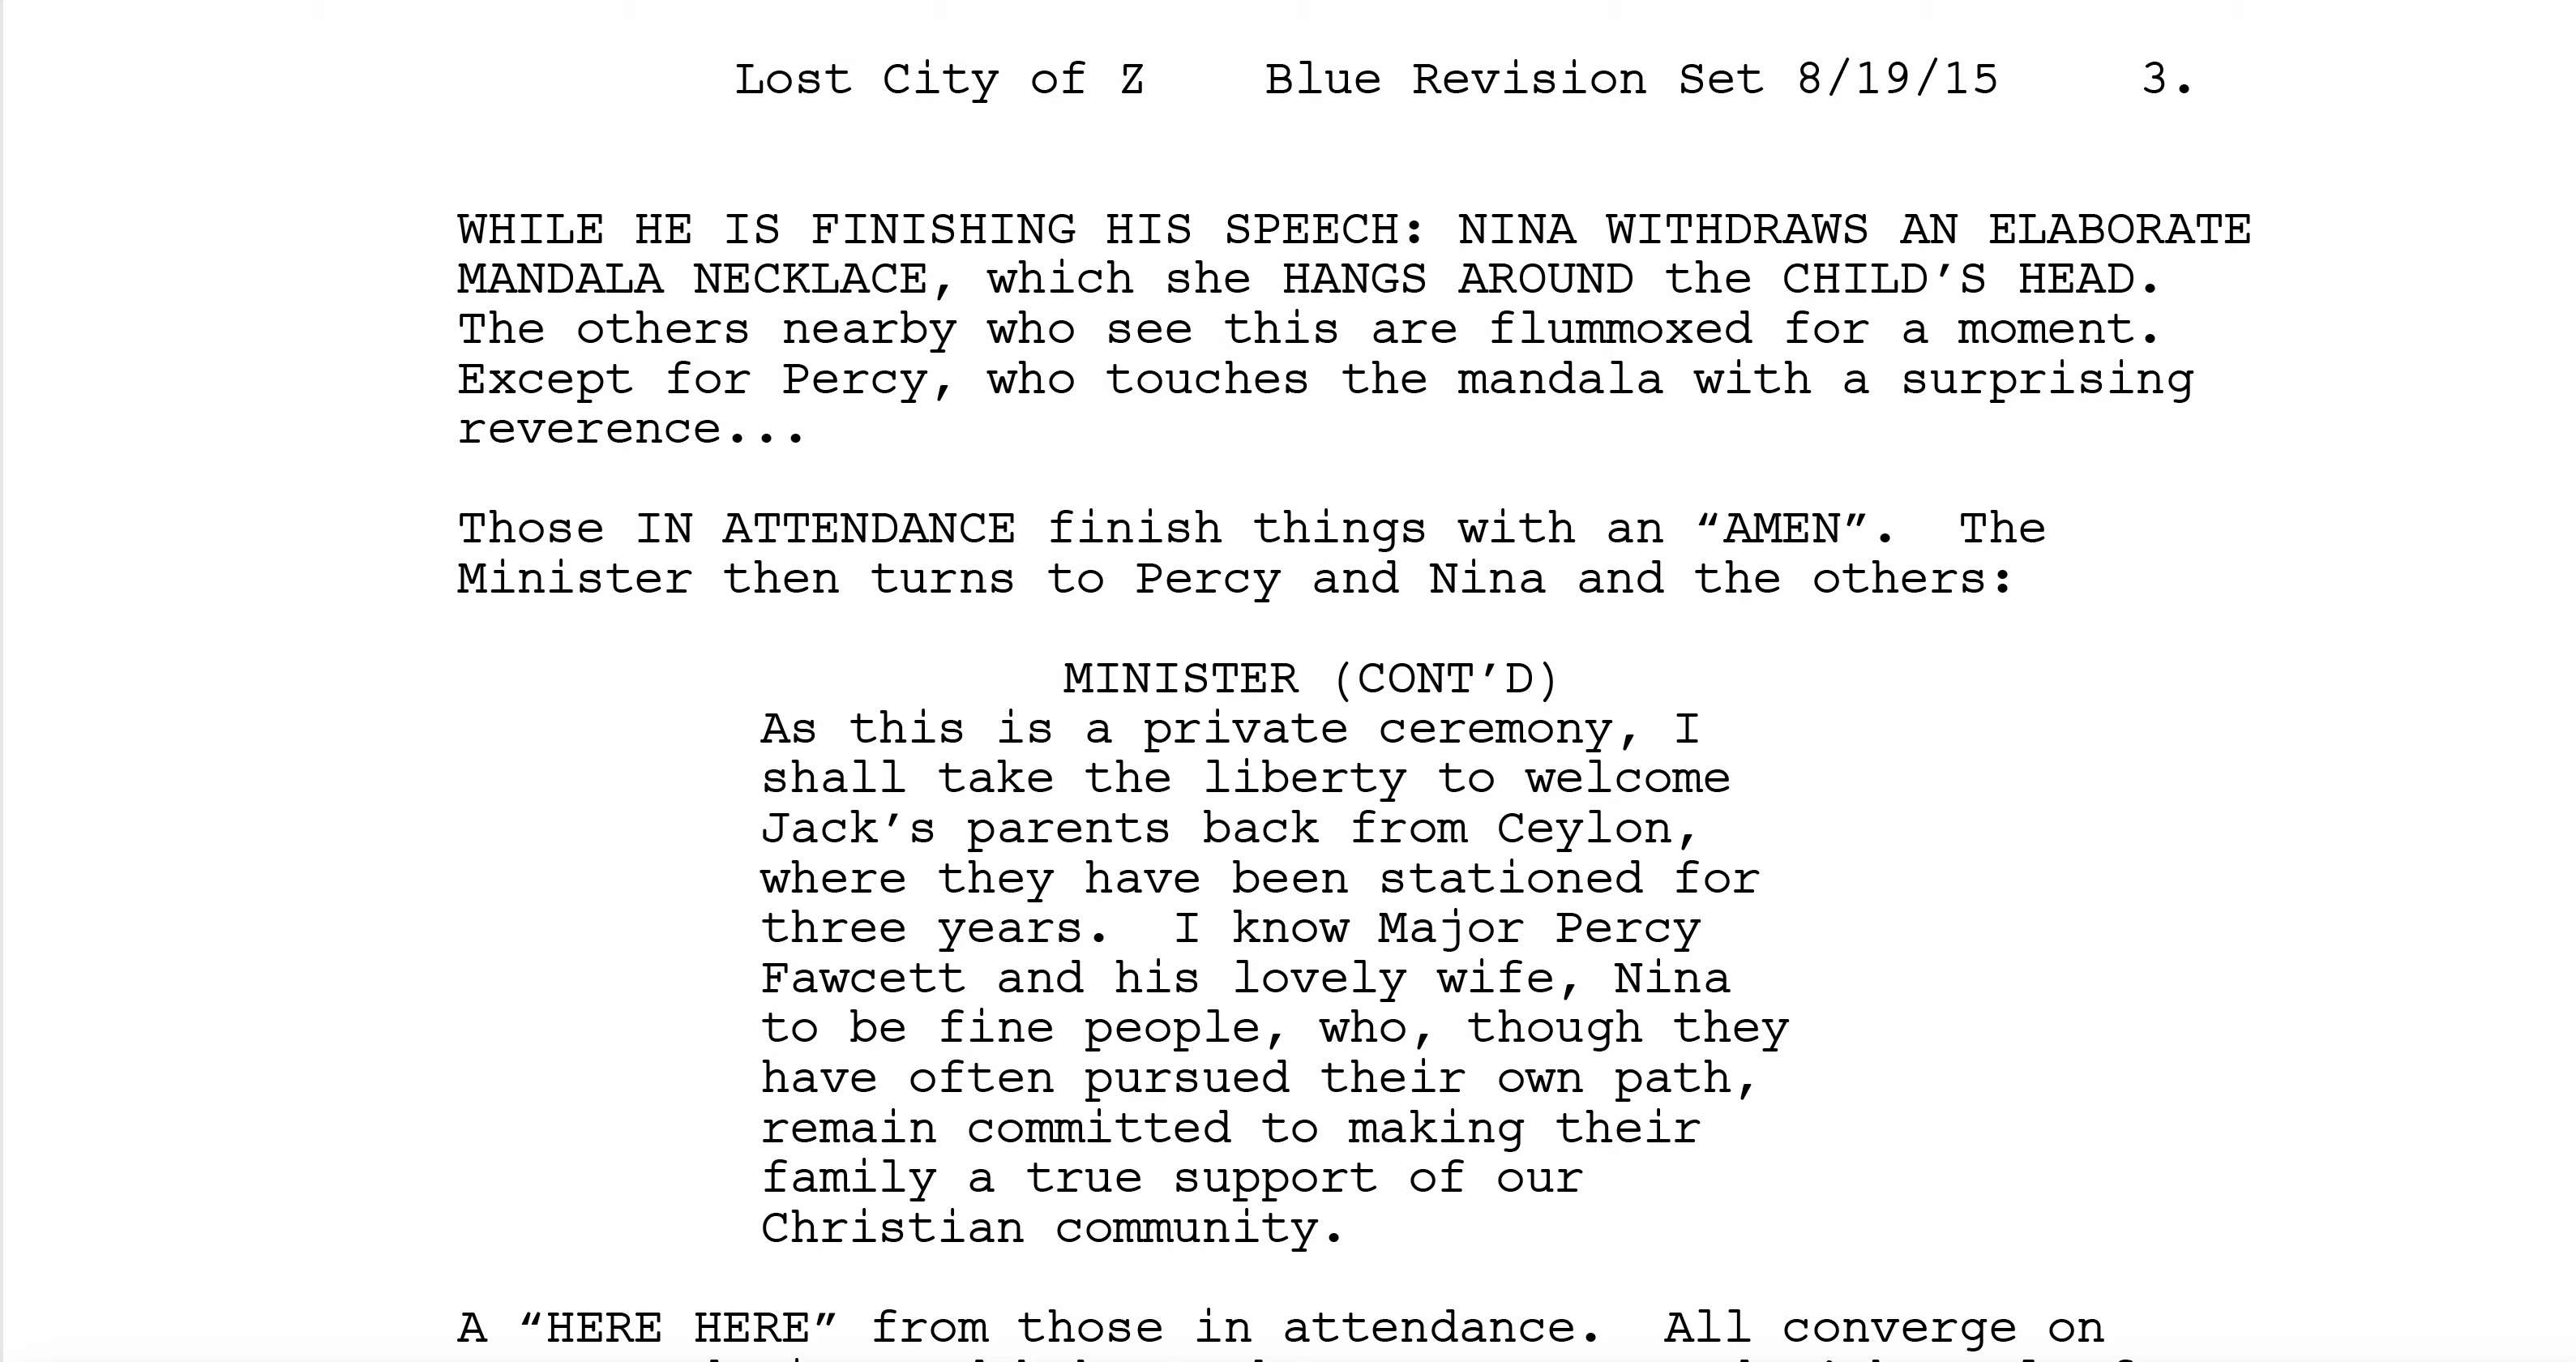 Lost City of Z    Blue Revision Set 8/19/15    3.
WHILE HE IS FINISHING HIS SPEECH: NINA WITHDRAWS AN ELABORATE
MANDALA NECKLACE, which she HANGS AROUND the CHILD’S HEAD.
The others nearby who see this are flummoxed for a moment.
Except for Percy, who touches the mandala with a surprising
reverence...
Those IN ATTENDANCE finish things with an “AMEN”.  The
Minister then turns to Percy and Nina and the others:
MINISTER (CONT’D)
As this is a private ceremony, I
shall take the liberty to welcome
Jack’s parents back from Ceylon,
where they have been stationed for
three years.  I know Major Percy
Fawcett and his lovely wife, Nina
to be fine people, who, though they
have often pursued their own path,
remain committed to making their
family a true support of our
Christian community.
A “HERE HERE” from those in attendance.  All converge on